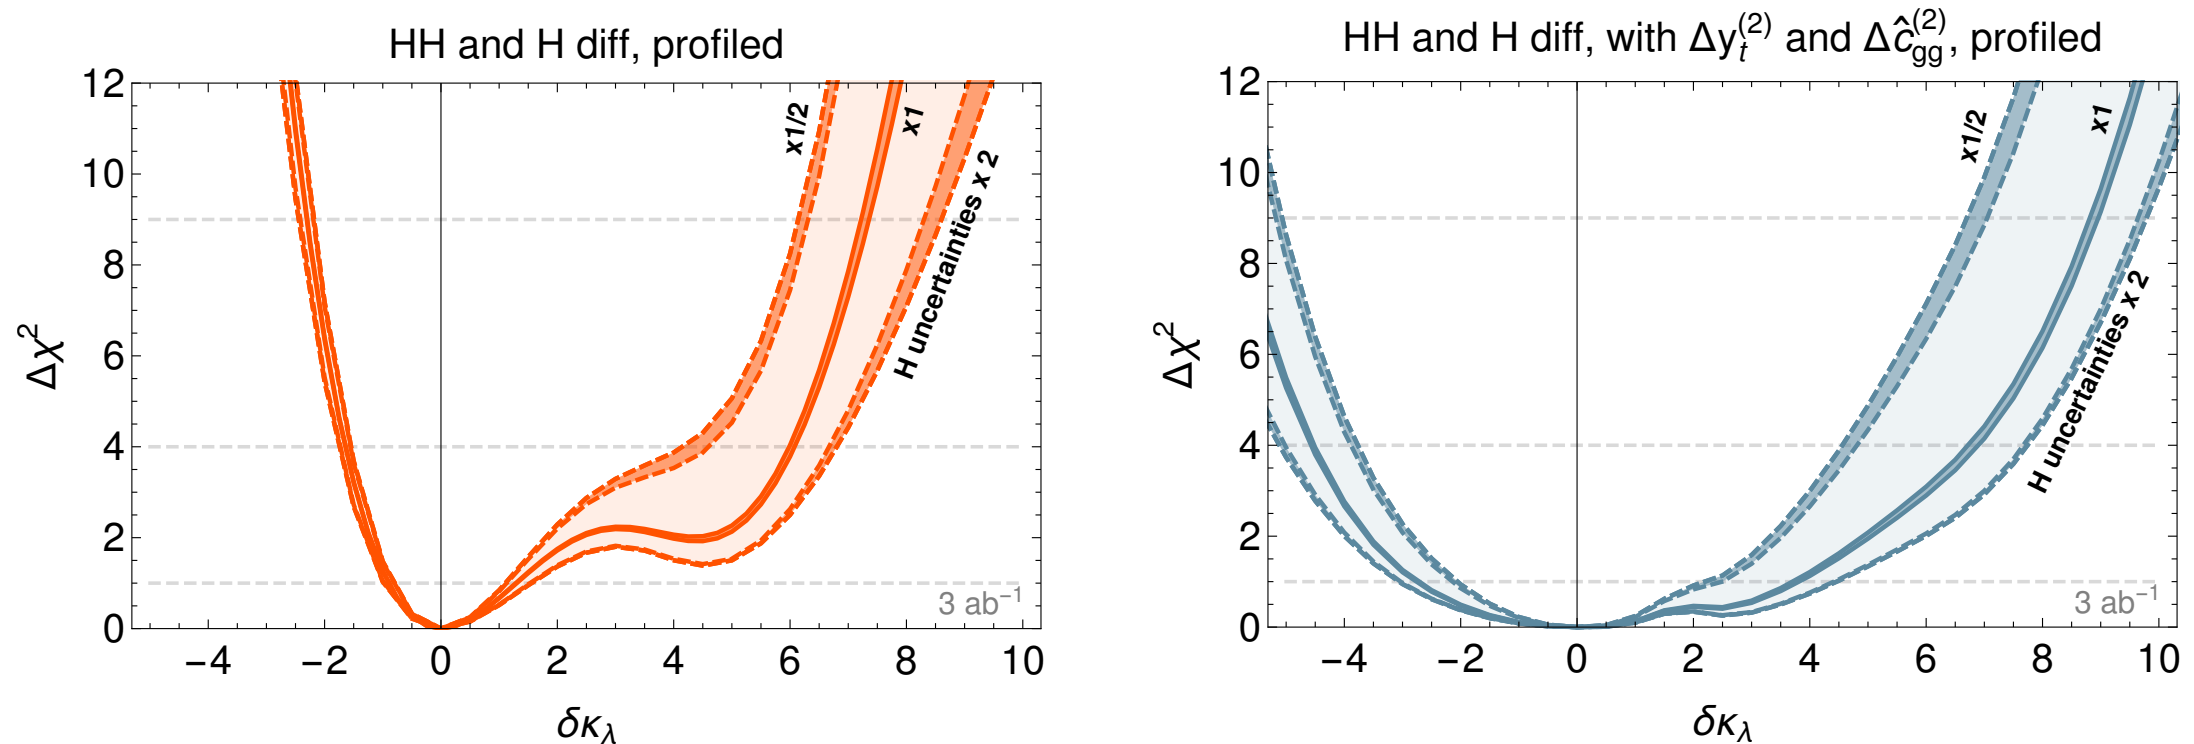 HH and H diff, profiled
12
10
8
6
4
2
0
Δχ²
x1/2
x1
H uncertainties x 2
3 ab⁻¹
−4 −2 0 2 4 6 8 10
δκ_λ
HH and H diff, with Δy_t^(2) and Δĉ_gg^(2), profiled
12
10
8
6
4
2
0
Δχ²
x1/2
x1
H uncertainties x 2
3 ab⁻¹
−4 −2 0 2 4 6 8 10
δκ_λ